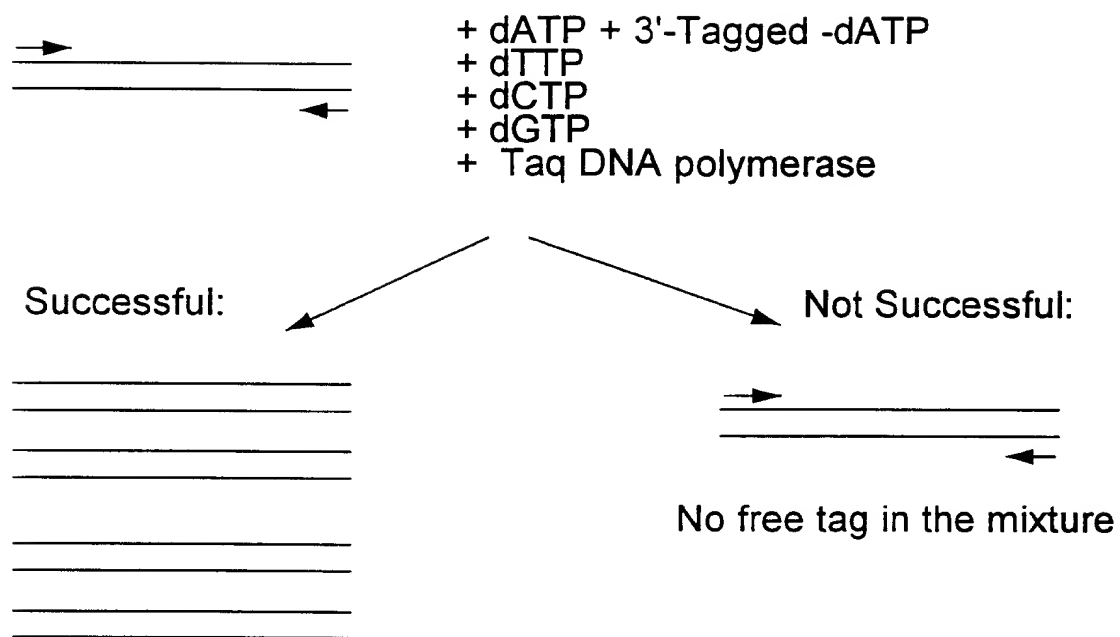 + dATP + 3'-Tagged -dATP
+ dTTP
+ dCTP
+ dGTP
+ Taq DNA polymerase
Successful:
Not Successful:
No free tag in the mixture